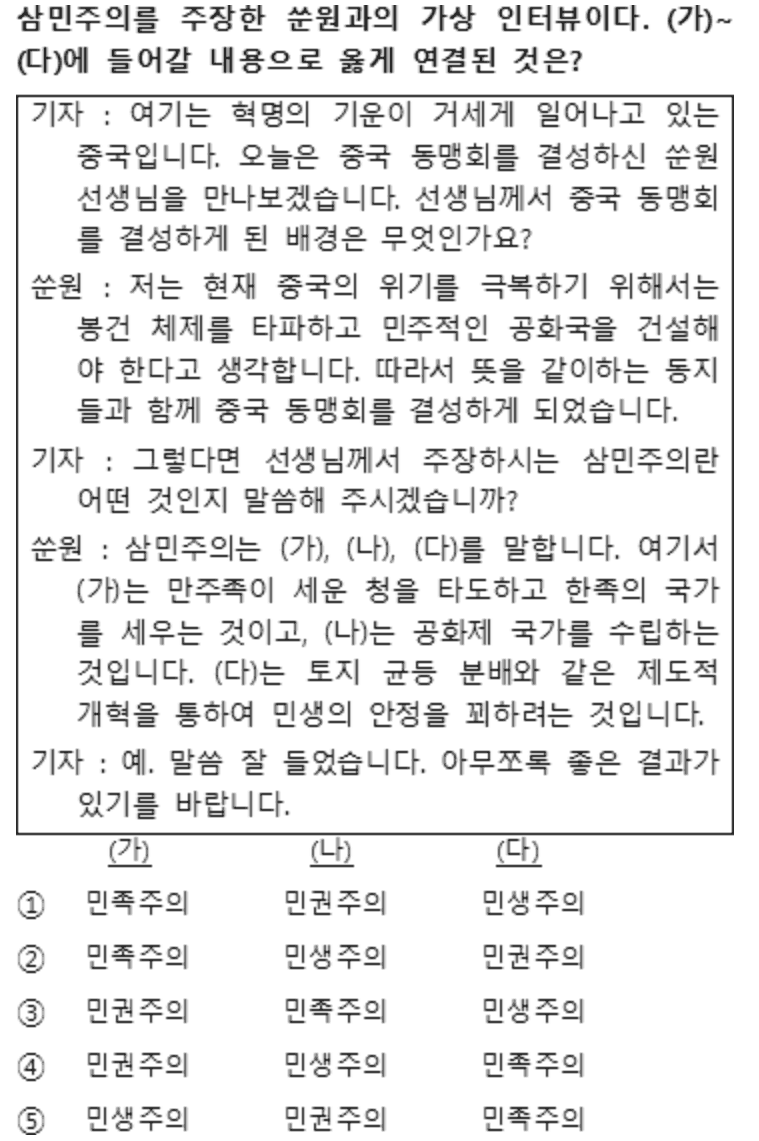 삼민주의를 주장한 쑨원과의 가상 인터뷰이다. (가)~
(다)에 들어갈 내용으로 옳게 연결된 것은?
기자 : 여기는 혁명의 기운이 거세게 일어나고 있는
중국입니다. 오늘은 중국 동맹회를 결성하신 쑨원
선생님을 만나보겠습니다. 선생님께서 중국 동맹회
를 결성하게 된 배경은 무엇인가요?
쑨원 : 저는 현재 중국의 위기를 극복하기 위해서는
봉건 체제를 타파하고 민주적인 공화국을 건설해
야 한다고 생각합니다. 따라서 뜻을 같이하는 동지
들과 함께 중국 동맹회를 결성하게 되었습니다.
기자 : 그렇다면 선생님께서 주장하시는 삼민주의란
어떤 것인지 말씀해 주시겠습니까?
쑨원 : 삼민주의는 (가), (나), (다)를 말합니다. 여기서
(가)는 만주족이 세운 청을 타도하고 한족의 국가
를 세우는 것이고, (나)는 공화제 국가를 수립하는
것입니다. (다)는 토지 균등 분배와 같은 제도적
개혁을 통하여 민생의 안정을 꾀하려는 것입니다.
기자 : 예. 말씀 잘 들었습니다. 아무쪼록 좋은 결과가
있기를 바랍니다.
(가) (나) (다)
① 민족주의 민권주의 민생주의
② 민족주의 민생주의 민권주의
③ 민권주의 민족주의 민생주의
④ 민권주의 민생주의 민족주의
⑤ 민생주의 민권주의 민족주의